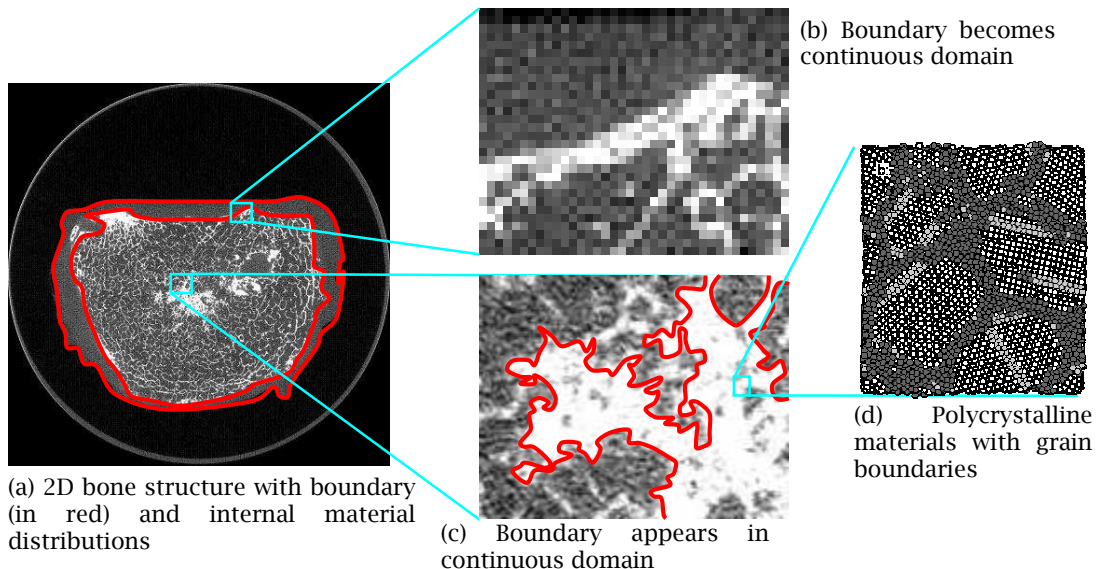 (b) Boundary becomes
continuous domain
b
(d) Polycrystalline
materials with grain
boundaries
(a) 2D bone structure with boundary
(in red) and internal material
distributions
(c) Boundary appears in
continuous domain